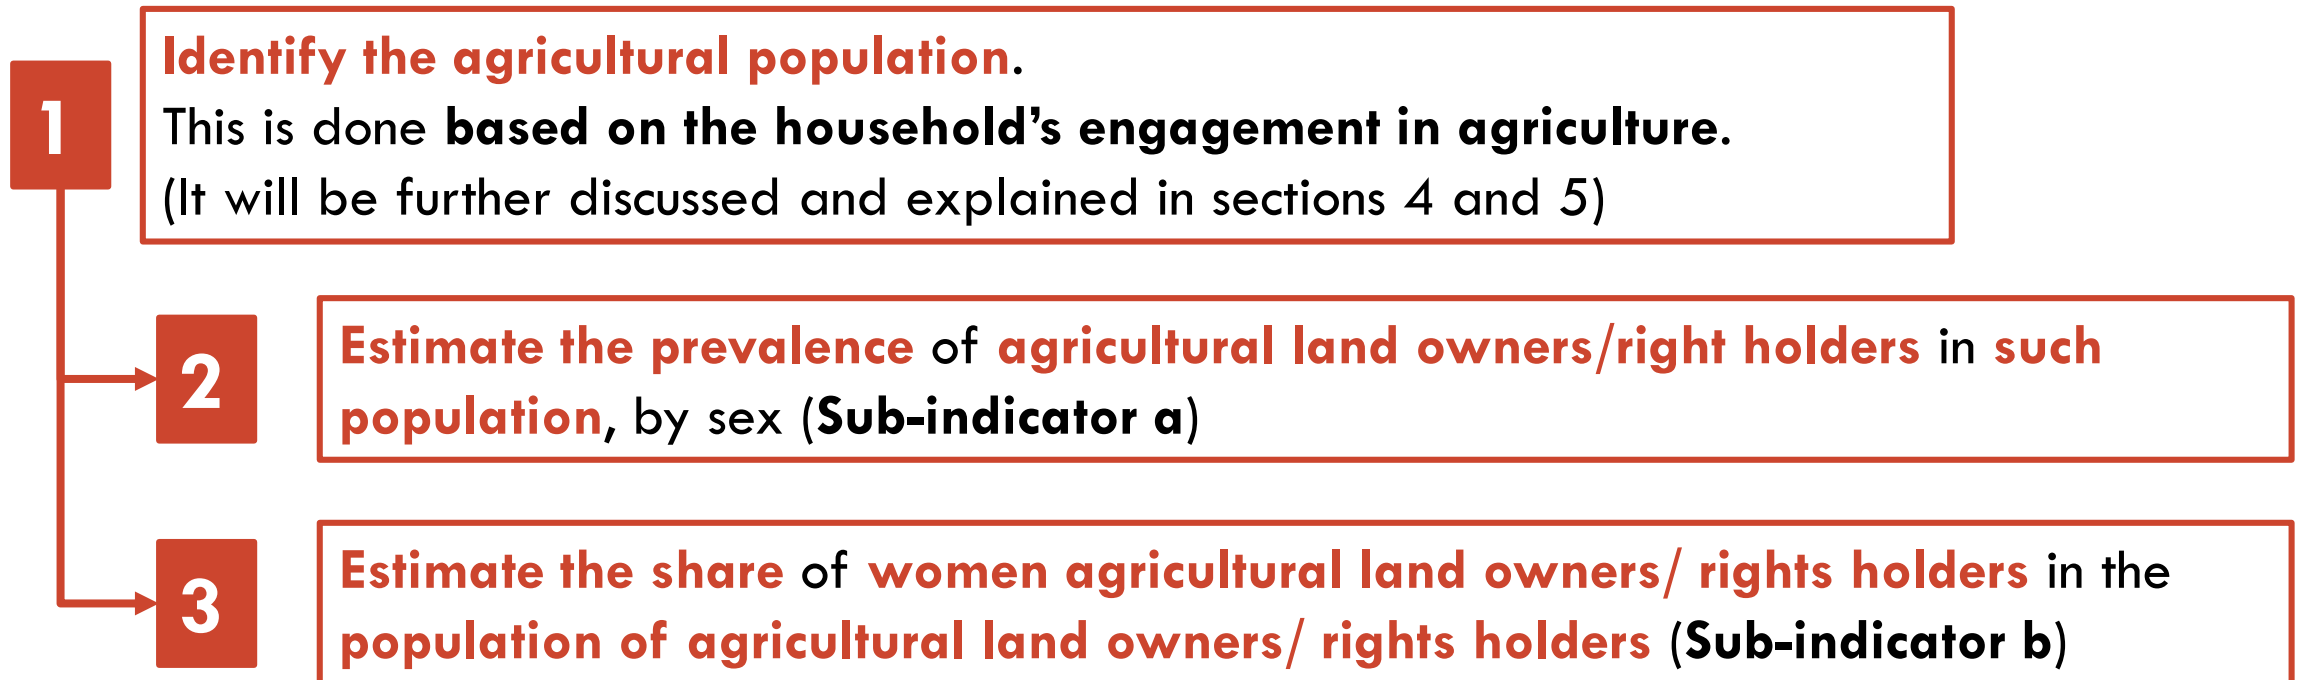 1
Identify the agricultural population.
This is done based on the household’s engagement in agriculture.
(It will be further discussed and explained in sections 4 and 5)
2
Estimate the prevalence of agricultural land owners/right holders in such
population, by sex (Sub-indicator a)
3
Estimate the share of women agricultural land owners/ rights holders in the
population of agricultural land owners/ rights holders (Sub-indicator b)